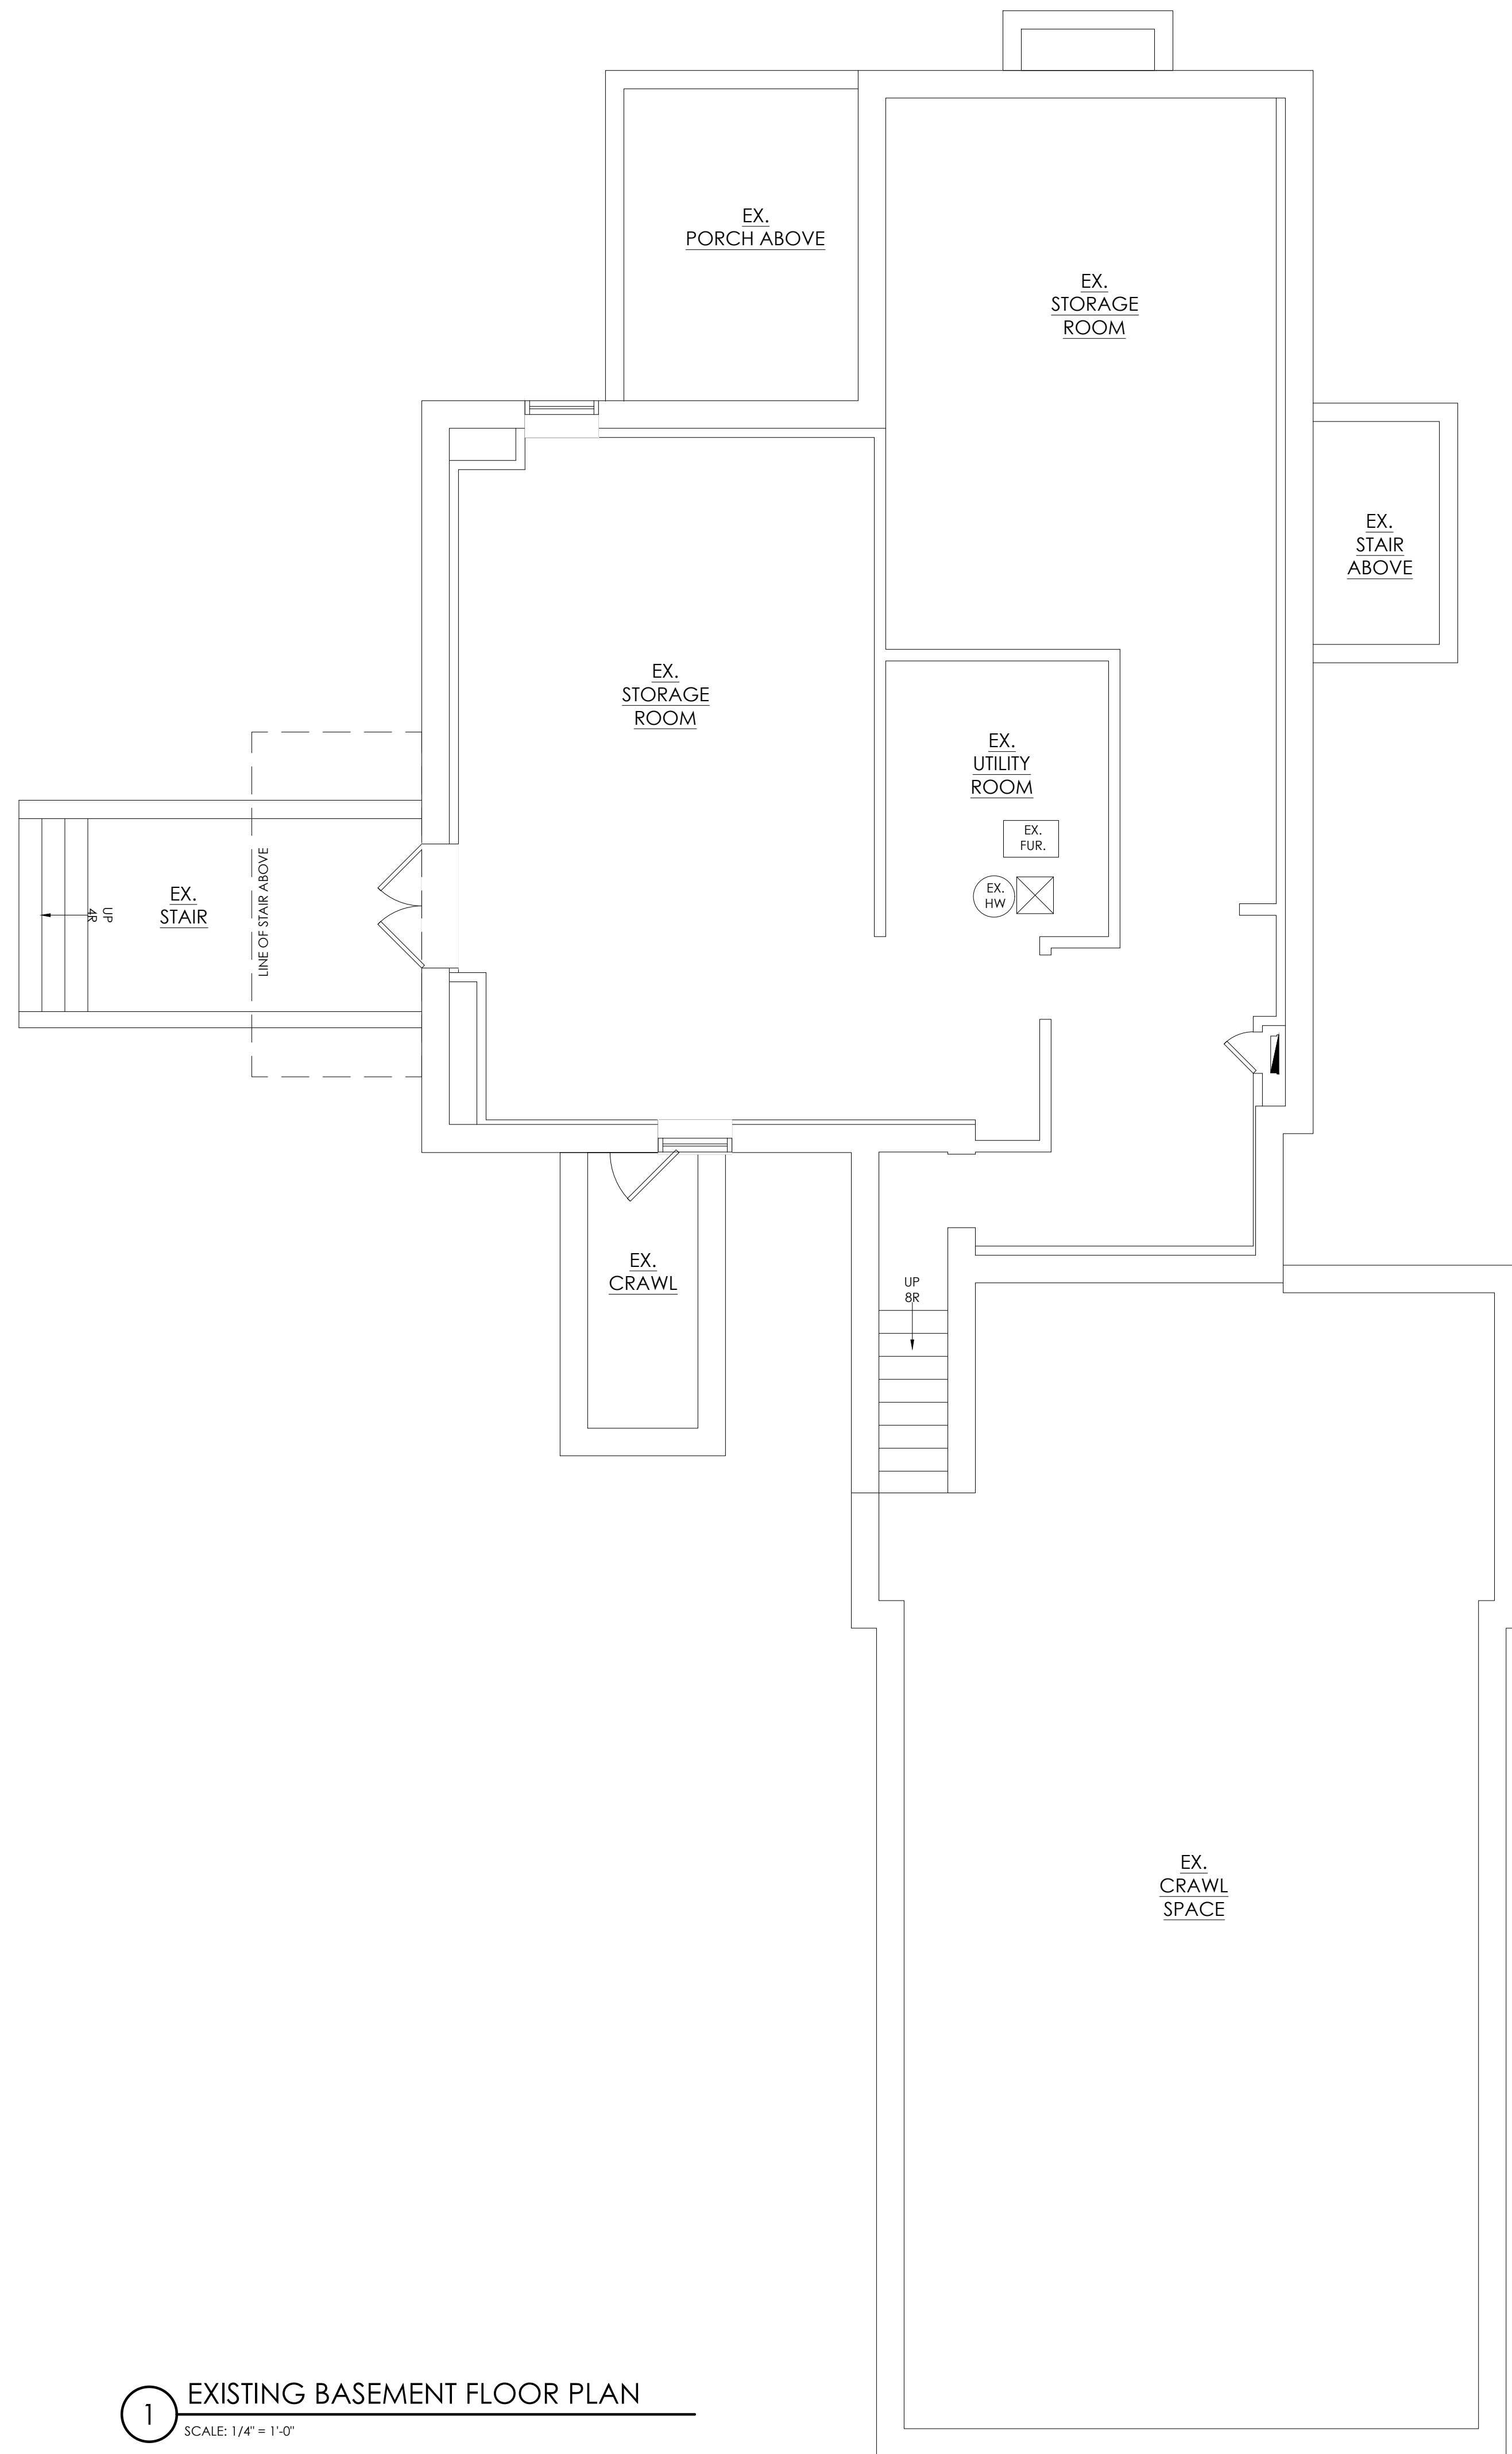 EX.
PORCH ABOVE
EX.
STORAGE
ROOM
EX.
STAIR
ABOVE
EX.
STORAGE
ROOM
EX.
UTILITY
ROOM
EX.
FUR.
EX.
HW
EX.
STAIR
UP
4R
LINE OF STAIR ABOVE
EX.
CRAWL
UP
8R
EX.
CRAWL
SPACE
1
EXISTING BASEMENT FLOOR PLAN
SCALE: 1/4" = 1'-0"